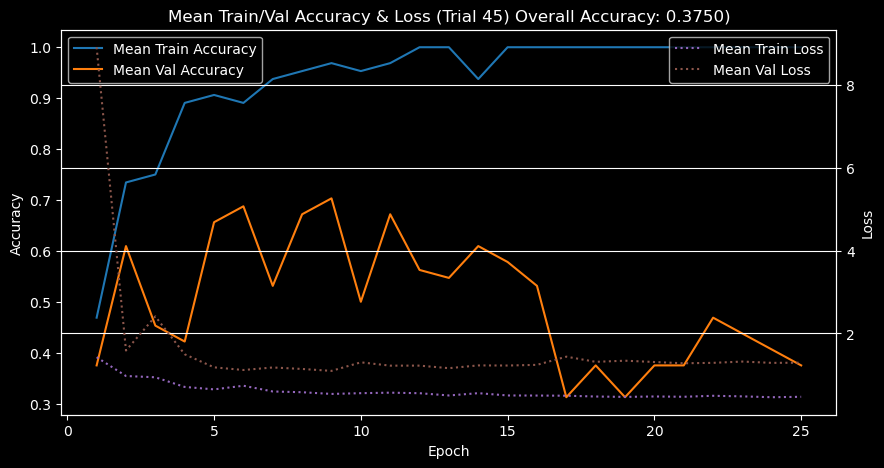 Mean Train/Val Accuracy & Loss (Trial 45) Overall Accuracy: 0.3750)
Mean Train Accuracy
Mean Val Accuracy
Mean Train Loss
Mean Val Loss
1.0
0.9
0.8
0.7
0.6
0.5
0.4
0.3
Accuracy
8
6
4
2
Loss
0
5
10
15
20
25
Epoch